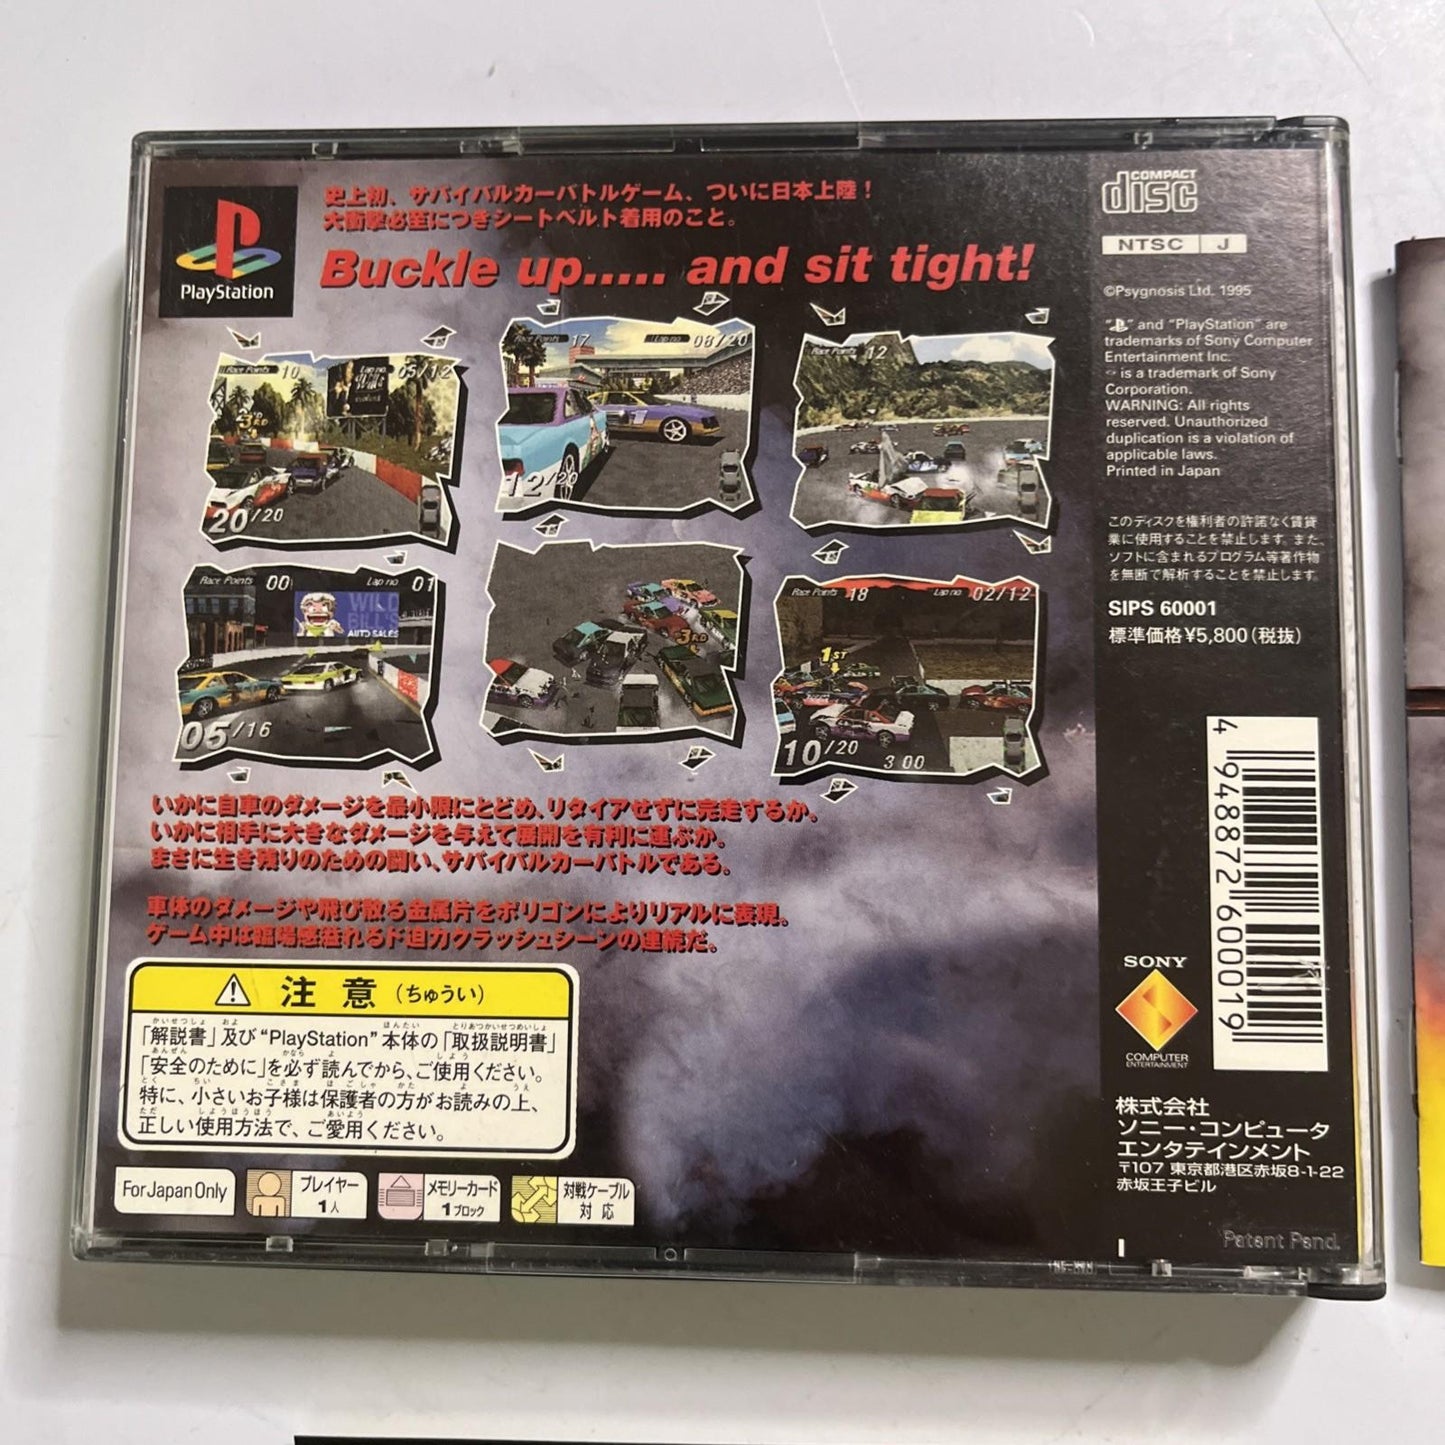 PlayStation
史上初、サバイバルカーバトルゲーム、ついに日本上陸！
大衝撃必至につきシートベルト着用のこと。
Buckle up..... and sit tight!
Race Points 10 Lap no. 05/12
3RD
20/20
Race Points 17 Lap no 08/20
12/20
Race Points 12
Race Points 00 Lap no 01
WILD
BILL'S
AUTO SALES
05/16
3RD
Race Points 18 Lap no. 02/12
1ST
10/20
3 00
いかに自車のダメージを最小限にとどめ、リタイアせずに完走するか。
いかに相手に大きなダメージを与えて展開を有利に運ぶか。
まさに生き残りのための闘い、サバイバルカーバトルである。
車体のダメージや飛び散る金属片をポリゴンによりリアルに表現。
ゲーム中は臨場感溢れるド迫力クラッシュシーンの連続だ。
注意（ちゅうい）
「解説書」及び“PlayStation”本体の「取扱説明書」
「安全のために」を必ず読んでから、ご使用ください。
特に、小さいお子様は保護者の方がお読みの上、
正しい使用方法で、ご愛用ください。
For Japan Only
プレイヤー
1人
メモリーカード
1ブロック
対戦ケーブル
対応
COMPACT
disc
NTSC J
©Psygnosis Ltd. 1995
" " and "PlayStation" are
trademarks of Sony Computer
Entertainment Inc.
is a trademark of Sony
Corporation.
WARNING: All rights
reserved. Unauthorized
duplication is a violation of
applicable laws.
Printed in Japan
このディスクを権利者の許諾なく賃貸
業に使用することを禁止します。また、
ソフトに含まれるプログラム等著作物
を無断で解析することを禁止します。
SIPS 60001
標準価格¥5,800（税抜）
4 948872 600019
SONY
COMPUTER
ENTERTAINMENT
株式会社
ソニー・コンピュータ
エンタテインメント
〒107 東京都港区赤坂8-1-22
赤坂王子ビル
Patent Pend.